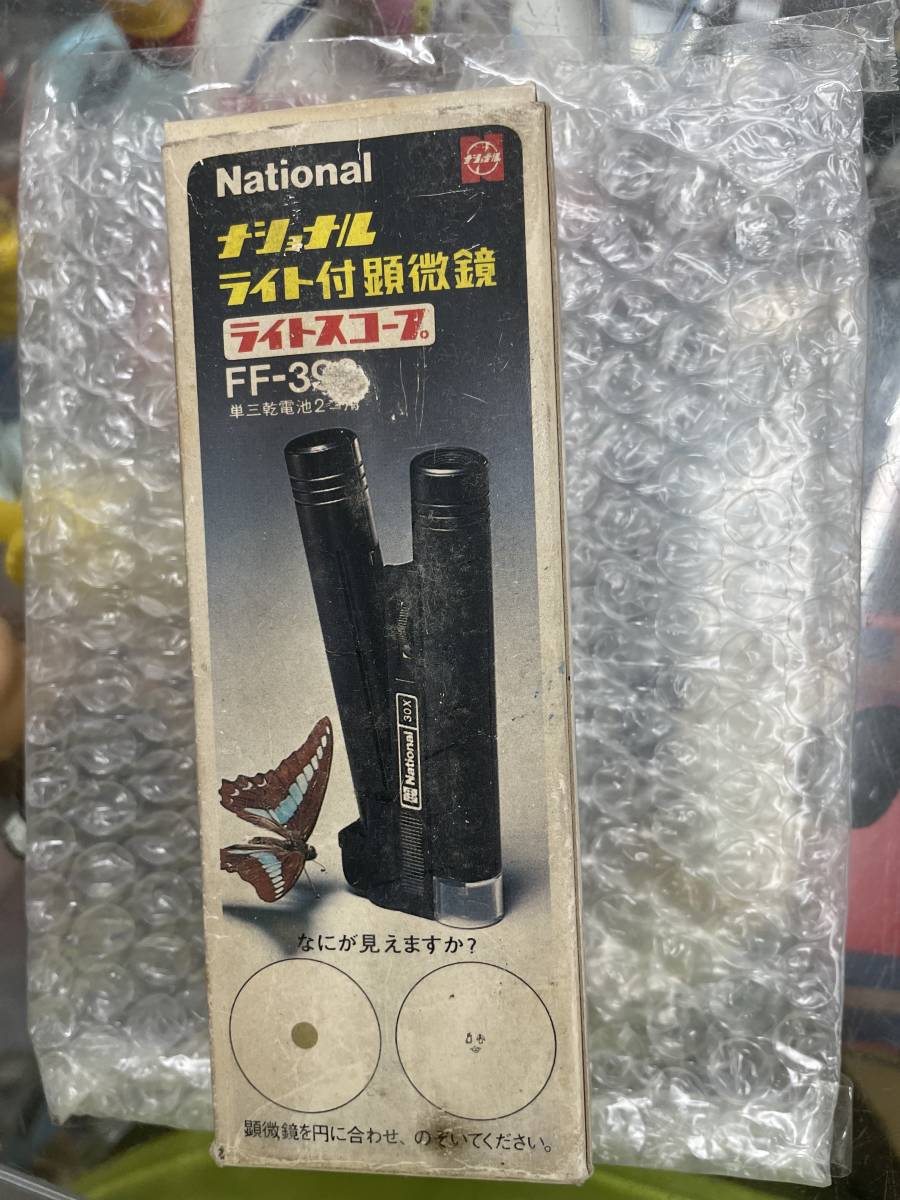 National
ナショナル
ナショナル
ライト付顕微鏡
ライトスコープ。
FF-39
単三乾電池2
National 30X
なにが見えますか?
顕微鏡を円に合わせ、のぞいてください。